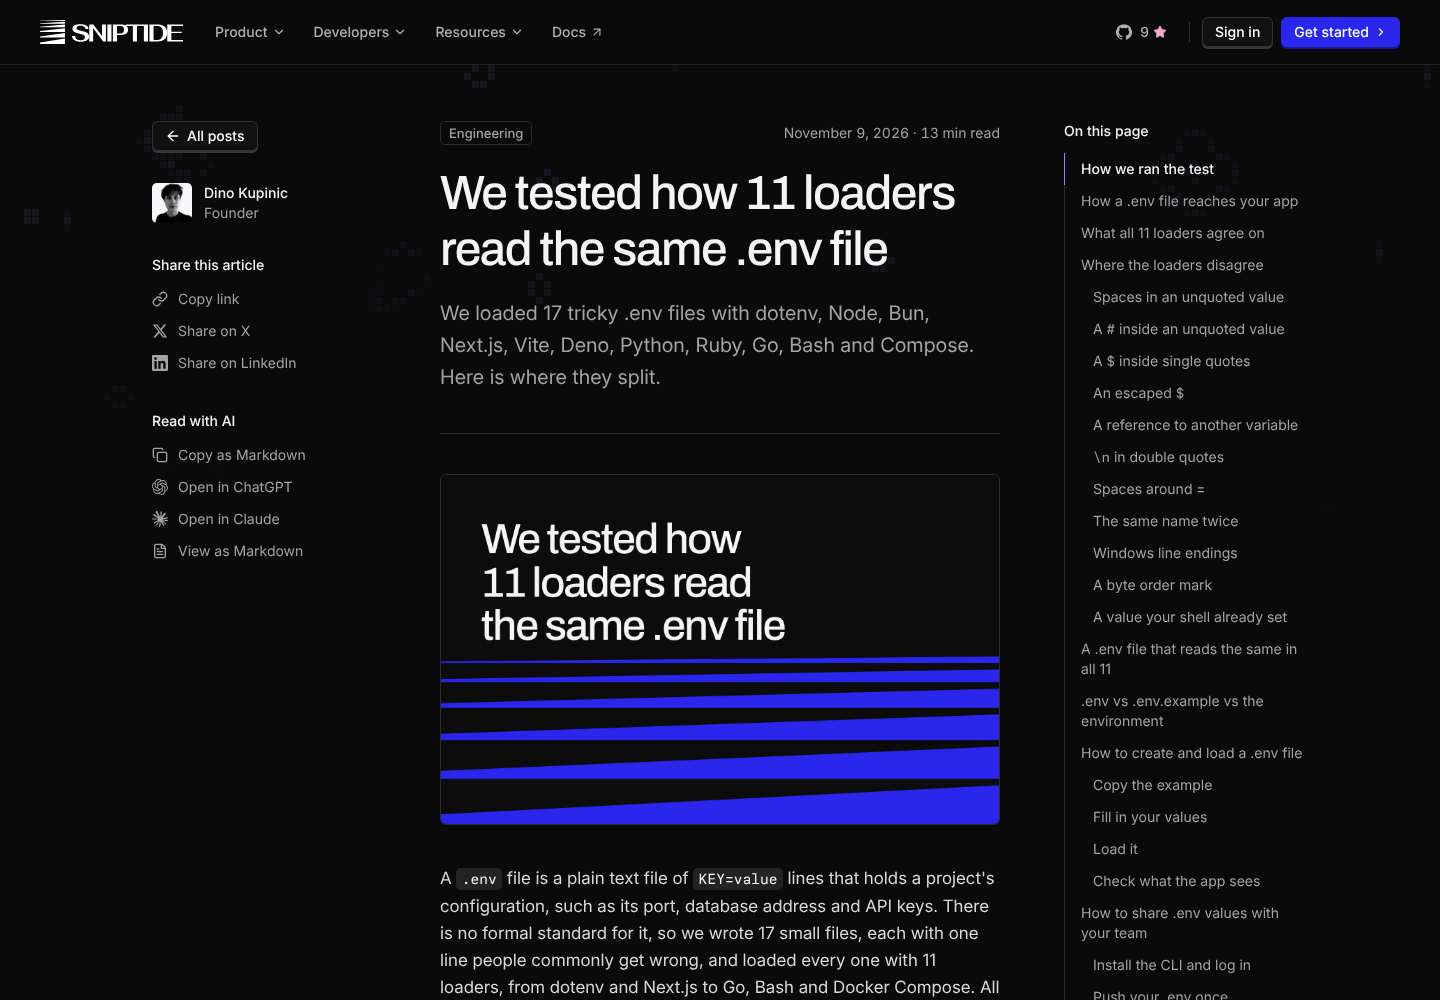 SNIPTIDE
Product
Developers
Resources
Docs
9
Sign in
Get started
All posts
Dino Kupinic
Founder
Share this article
Copy link
Share on X
Share on LinkedIn
Read with AI
Copy as Markdown
Open in ChatGPT
Open in Claude
View as Markdown
Engineering
November 9, 2026 · 13 min read
We tested how 11 loaders
read the same .env file
We loaded 17 tricky .env files with dotenv, Node, Bun,
Next.js, Vite, Deno, Python, Ruby, Go, Bash and Compose.
Here is where they split.
We tested how
11 loaders read
the same .env file
A .env file is a plain text file of KEY=value lines that holds a project's
configuration, such as its port, database address and API keys. There
is no formal standard for it, so we wrote 17 small files, each with one
line people commonly get wrong, and loaded every one with 11
loaders, from dotenv and Next.js to Go, Bash and Docker Compose. All
On this page
How we ran the test
How a .env file reaches your app
What all 11 loaders agree on
Where the loaders disagree
Spaces in an unquoted value
A # inside an unquoted value
A $ inside single quotes
An escaped $
A reference to another variable
\n in double quotes
Spaces around =
The same name twice
Windows line endings
A byte order mark
A value your shell already set
A .env file that reads the same in
all 11
.env vs .env.example vs the
environment
How to create and load a .env file
Copy the example
Fill in your values
Load it
Check what the app sees
How to share .env values with
your team
Install the CLI and log in
Push your .env once